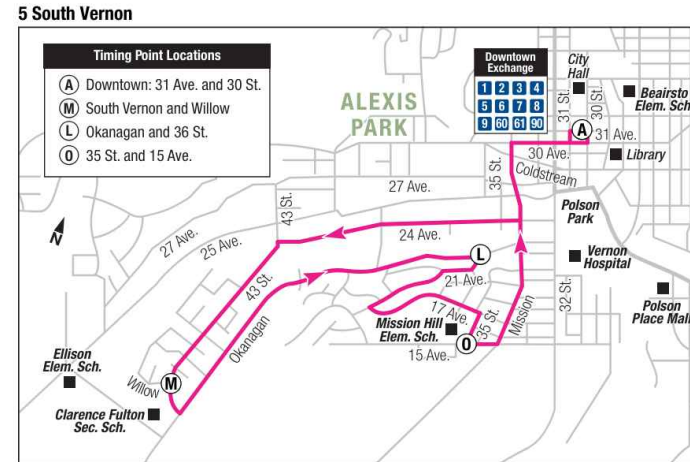 5 South Vernon
Timing Point Locations
A Downtown: 31 Ave. and 30 St.
M South Vernon and Willow
L Okanagan and 36 St.
O 35 St. and 15 Ave.
ALEXIS
PARK
Downtown
Exchange
1 2 3 4
5 6 7 8
9 60 61 90
City
Hall
31 St.
30 St.
Beairsto
Elem. Sch
A
31 Ave.
30 Ave.
Library
Coldstream
35 St.
27 Ave.
43 St.
Polson
Park
N
27 Ave.
25 Ave.
24 Ave.
L
Vernon
Hospital
43 St.
21 Ave.
32 St.
Polson
Place Mall
Okanagan
17 Ave.
Mission Hill
Elem. Sch.
35 St.
Mission
O
15 Ave.
Ellison
Elem. Sch.
Willow
M
Clarence Fulton
Sec. Sch.